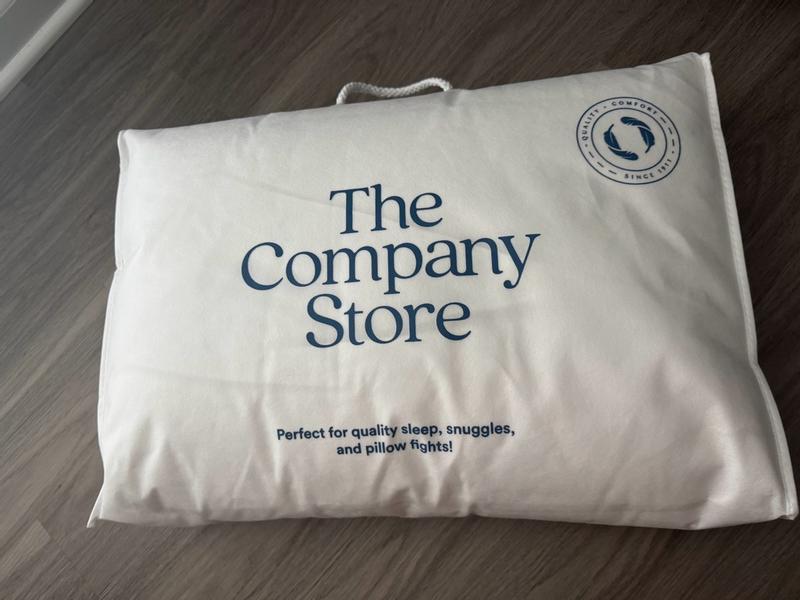 QUALITY • COMFORT
SINCE 1911
The
Company
Store
Perfect for quality sleep, snuggles,
and pillow fights!